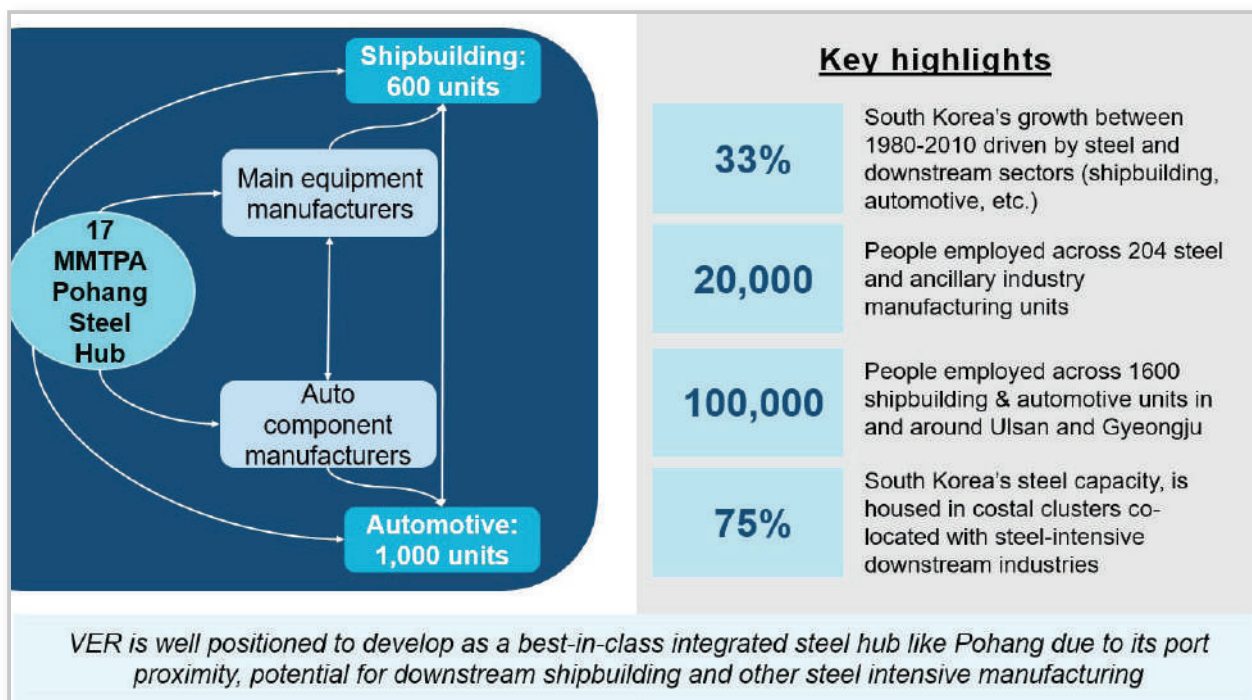 Shipbuilding:
600 units
Main equipment
manufacturers
17
MMTPA
Pohang
Steel
Hub
Auto
component
manufacturers
Automotive:
1,000 units
Key highlights
33%
South Korea's growth between
1980-2010 driven by steel and
downstream sectors (shipbuilding,
automotive, etc.)
20,000
People employed across 204 steel
and ancillary industry
manufacturing units
100,000
People employed across 1600
shipbuilding & automotive units in
and around Ulsan and Gyeongju
75%
South Korea's steel capacity, is
housed in costal clusters co-
located with steel-intensive
downstream industries
VER is well positioned to develop as a best-in-class integrated steel hub like Pohang due to its port
proximity, potential for downstream shipbuilding and other steel intensive manufacturing